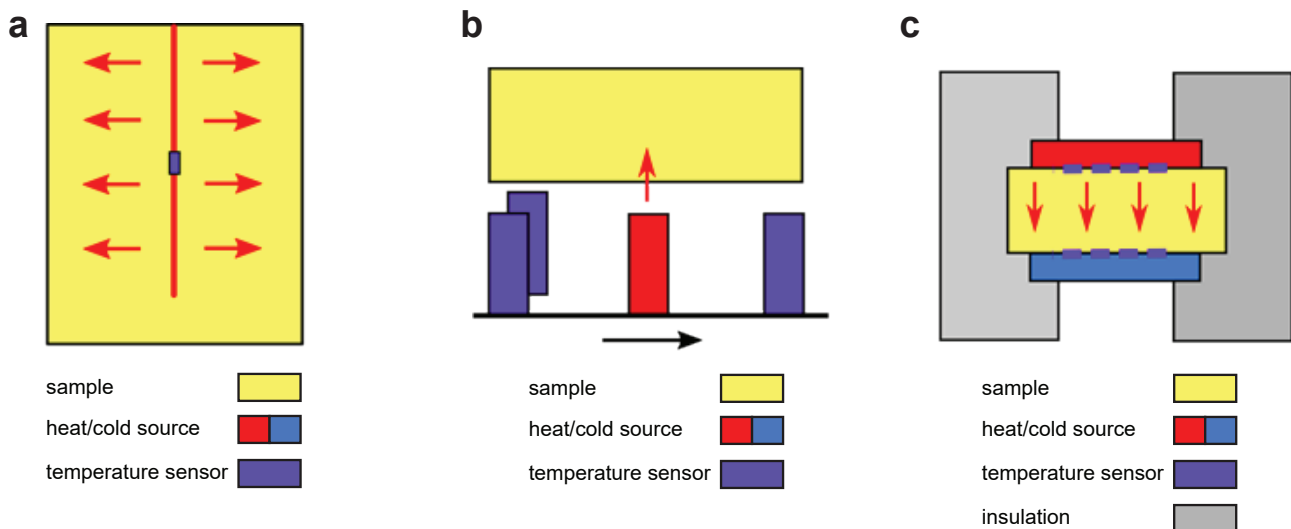 a
b
c
sample
heat/cold source
temperature sensor
sample
heat/cold source
temperature sensor
sample
heat/cold source
temperature sensor
insulation